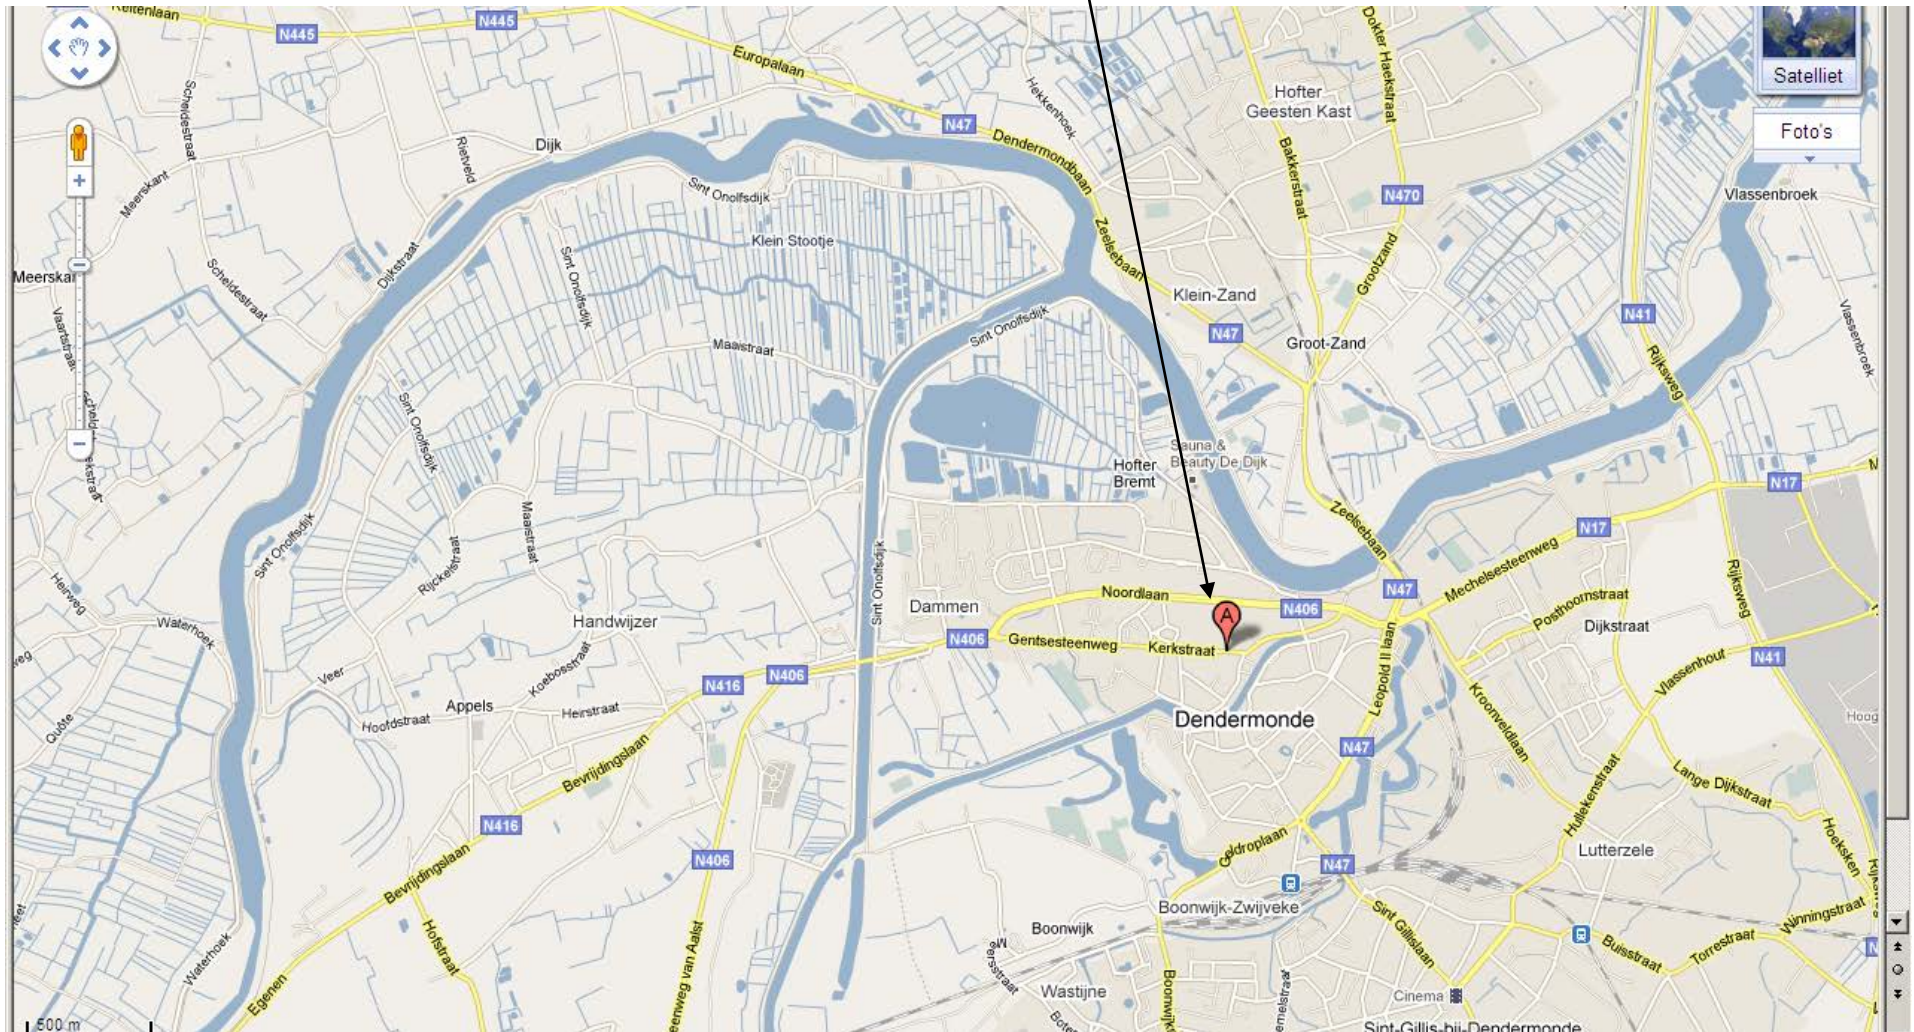 N445
N445
Europalaan
Dokter Haekstraat
Satelliet
Foto's
Hofter
Geesten Kast
Hekkenhoek
N47
Dendermondbaan
Scheldestraat
Rietveld
Dijk
Bakkerstraat
Meerskant
Sint Onolfsdijk
N470
Vlassenbroek
Klein Stootje
Zeelsebaan
Dijkstraat
Sint Onolfsdijk
Scheldestraat
Grootzand
Klein-Zand
N41
Vlassenbroek
Sint Onolfsdijk
N47
Groot-Zand
Maaistraat
Rijksweg
Sint Onolfsdijk
Sauna &
Beauty De Dijk
Hofter
Bremt
N17
Zeelsebaan
N17
Maaistraat
Sint Onolfsdijk
Mechelsesteenweg
Rijckelstraat
Sint Onolfsdijk
Heirweg
N47
Rijksweg
Noordlaan
Posthoornstraat
Dammen
A
N406
Handwijzer
Waterhoek
Dijkstraat
N406
Gentsesteenweg
Kerkstraat
Vlassenhout
N41
Koebosstraat
Leopold II laan
Veer
N416
N406
Kroonveldlaan
Appels
Heirstraat
Hoofdstraat
Quôte
Dendermonde
N47
Bevrijdingslaan
Lange Dijkstraat
Hullekenstraat
N416
Hoeksken
N406
N47
Lutterzele
Bevrijdingslaan
Boonwijk-Zwijveke
Sint Gillislaan
Boonwijk
Winningstraat
Hofstraat
Waterhoek
Buisstraat
Torrestraat
Meersstraat
Egenen
Wastijne
Cinema
500 m
Sint-Gillis-bij-Dendermonde